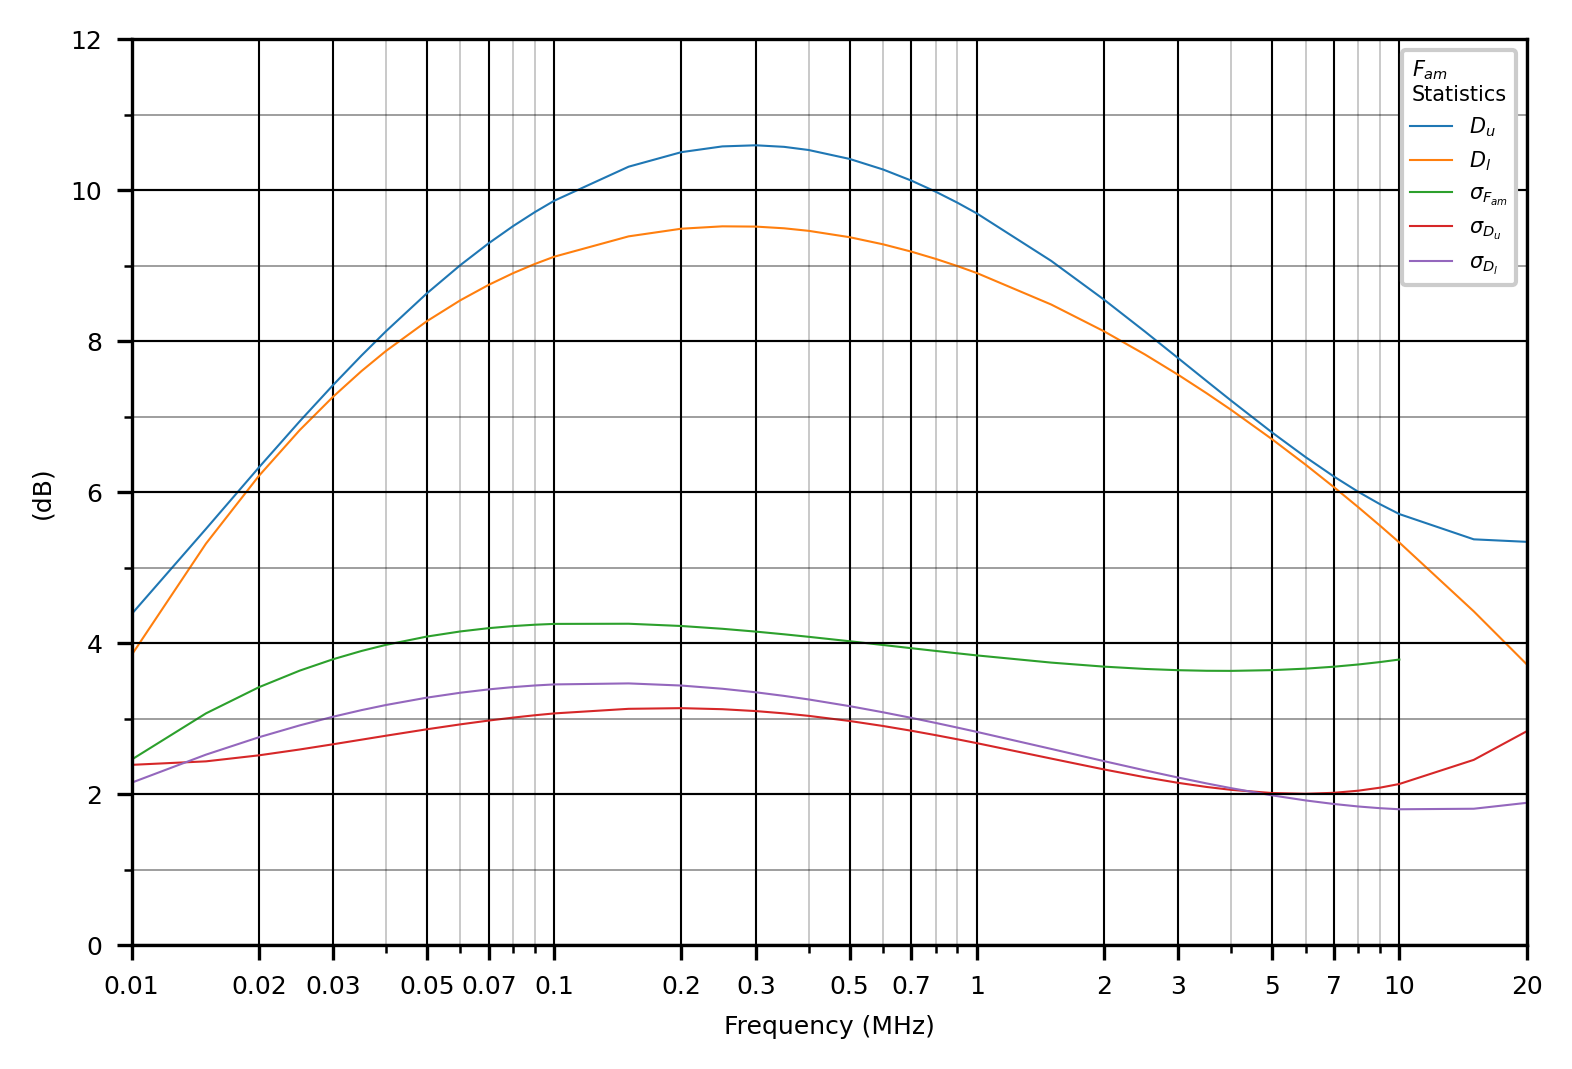 12
10
8
6
4
2
0
(dB)
0.01 0.02 0.03 0.05 0.07 0.1 0.2 0.3 0.5 0.7 1 2 3 5 7 10 20
Frequency (MHz)
F_am
Statistics
D_u
D_l
σ_F_am
σ_D_u
σ_D_l